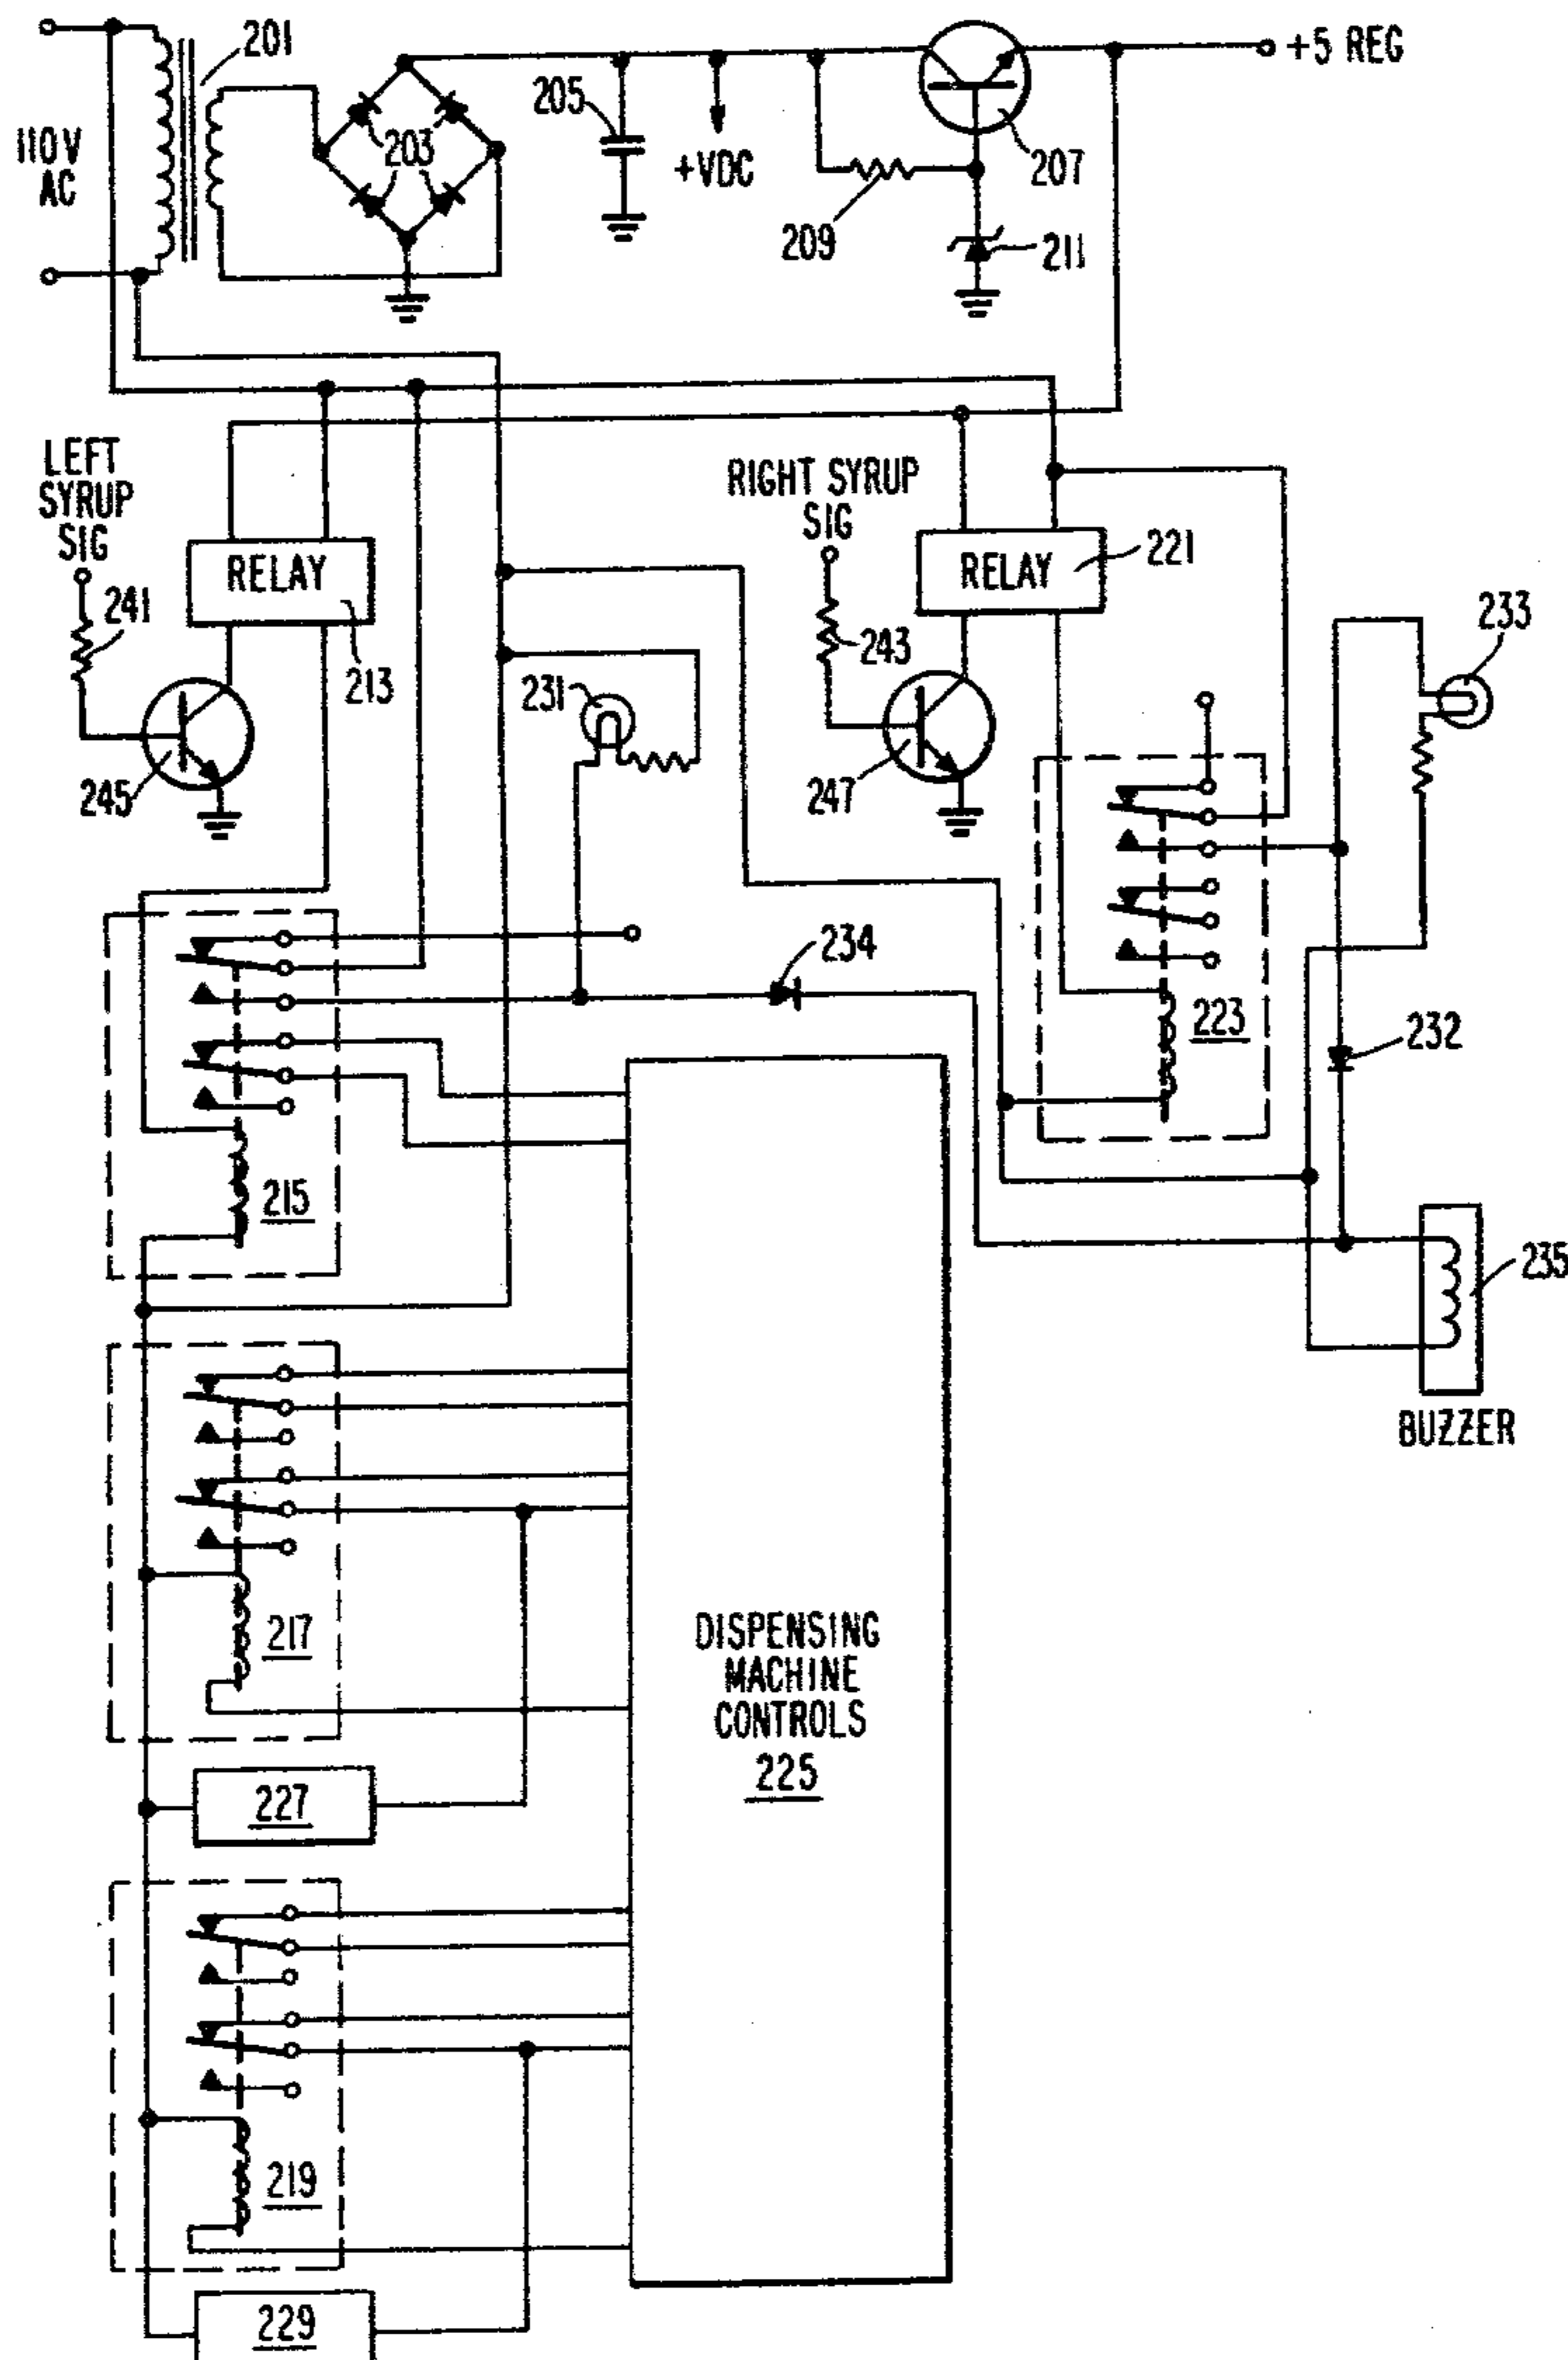 201
+5 REG
110V
AC
203
205
+VDC
207
209
211
LEFT
SYRUP
SIG
RIGHT SYRUP
SIG
RELAY
RELAY
221
241
243
233
213
231
245
247
234
223
232
215
235
BUZZER
217
DISPENSING
MACHINE
CONTROLS
225
227
219
229